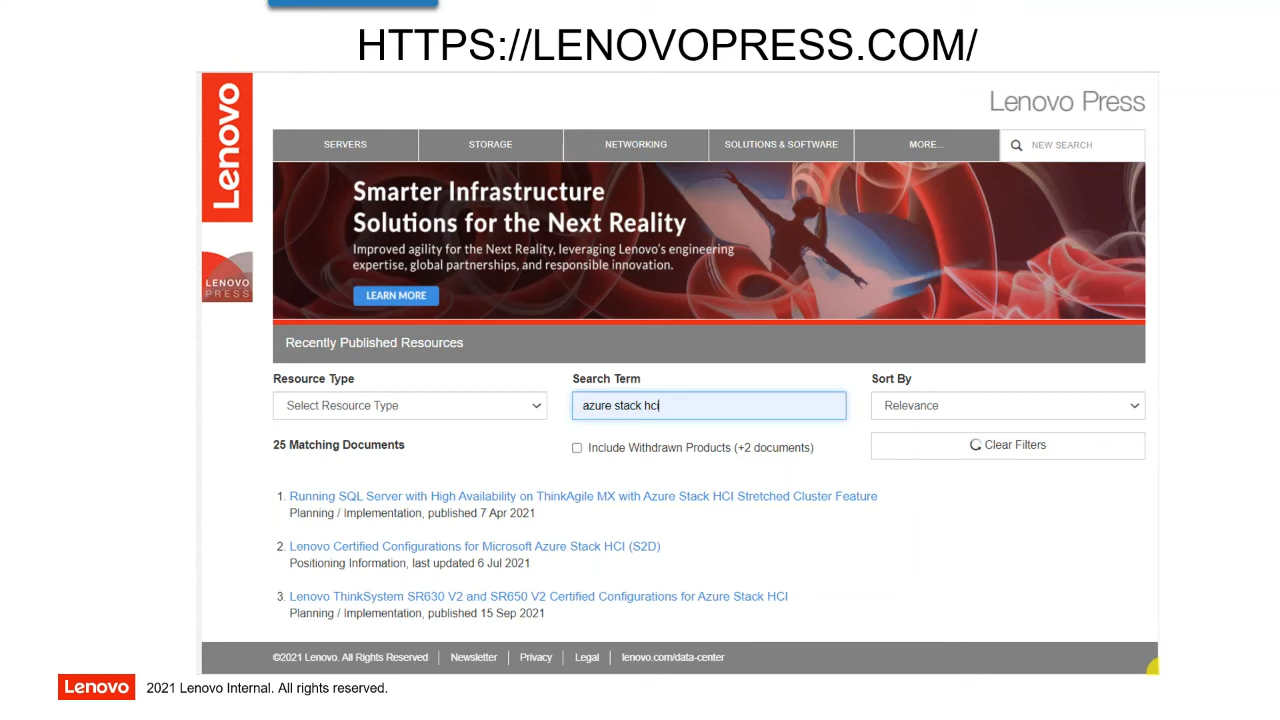 HTTPS://LENOVOPRESS.COM/
Lenovo
Lenovo Press
SERVERS
STORAGE
NETWORKING
SOLUTIONS & SOFTWARE
MORE...
NEW SEARCH
Smarter Infrastructure
Solutions for the Next Reality
Improved agility for the Next Reality, leveraging Lenovo's engineering
expertise, global partnerships, and responsible innovation.
LEARN MORE
LENOVO
PRESS
Recently Published Resources
Resource Type
Search Term
Sort By
Select Resource Type
azure stack hci
Relevance
25 Matching Documents
Include Withdrawn Products (+2 documents)
Clear Filters
1. Running SQL Server with High Availability on ThinkAgile MX with Azure Stack HCI Stretched Cluster Feature
Planning / Implementation, published 7 Apr 2021
2. Lenovo Certified Configurations for Microsoft Azure Stack HCI (S2D)
Positioning Information, last updated 6 Jul 2021
3. Lenovo ThinkSystem SR630 V2 and SR650 V2 Certified Configurations for Azure Stack HCI
Planning / Implementation, published 15 Sep 2021
©2021 Lenovo. All Rights Reserved | Newsletter | Privacy | Legal | lenovo.com/data-center
Lenovo 2021 Lenovo Internal. All rights reserved.